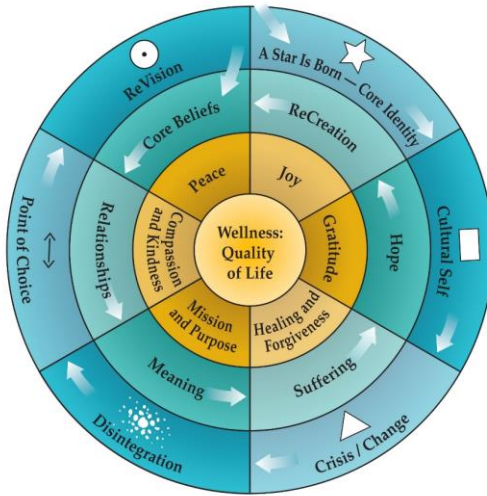 A Star Is Born — Core Identity
Cultural Self
Crisis / Change
Disintegration
Point of Choice
ReVision
ReCreation
Hope
Suffering
Meaning
Relationships
Core Beliefs
Joy
Gratitude
Healing and
Forgiveness
Mission
and Purpose
Compassion
and Kindness
Peace
Wellness:
Quality
of Life